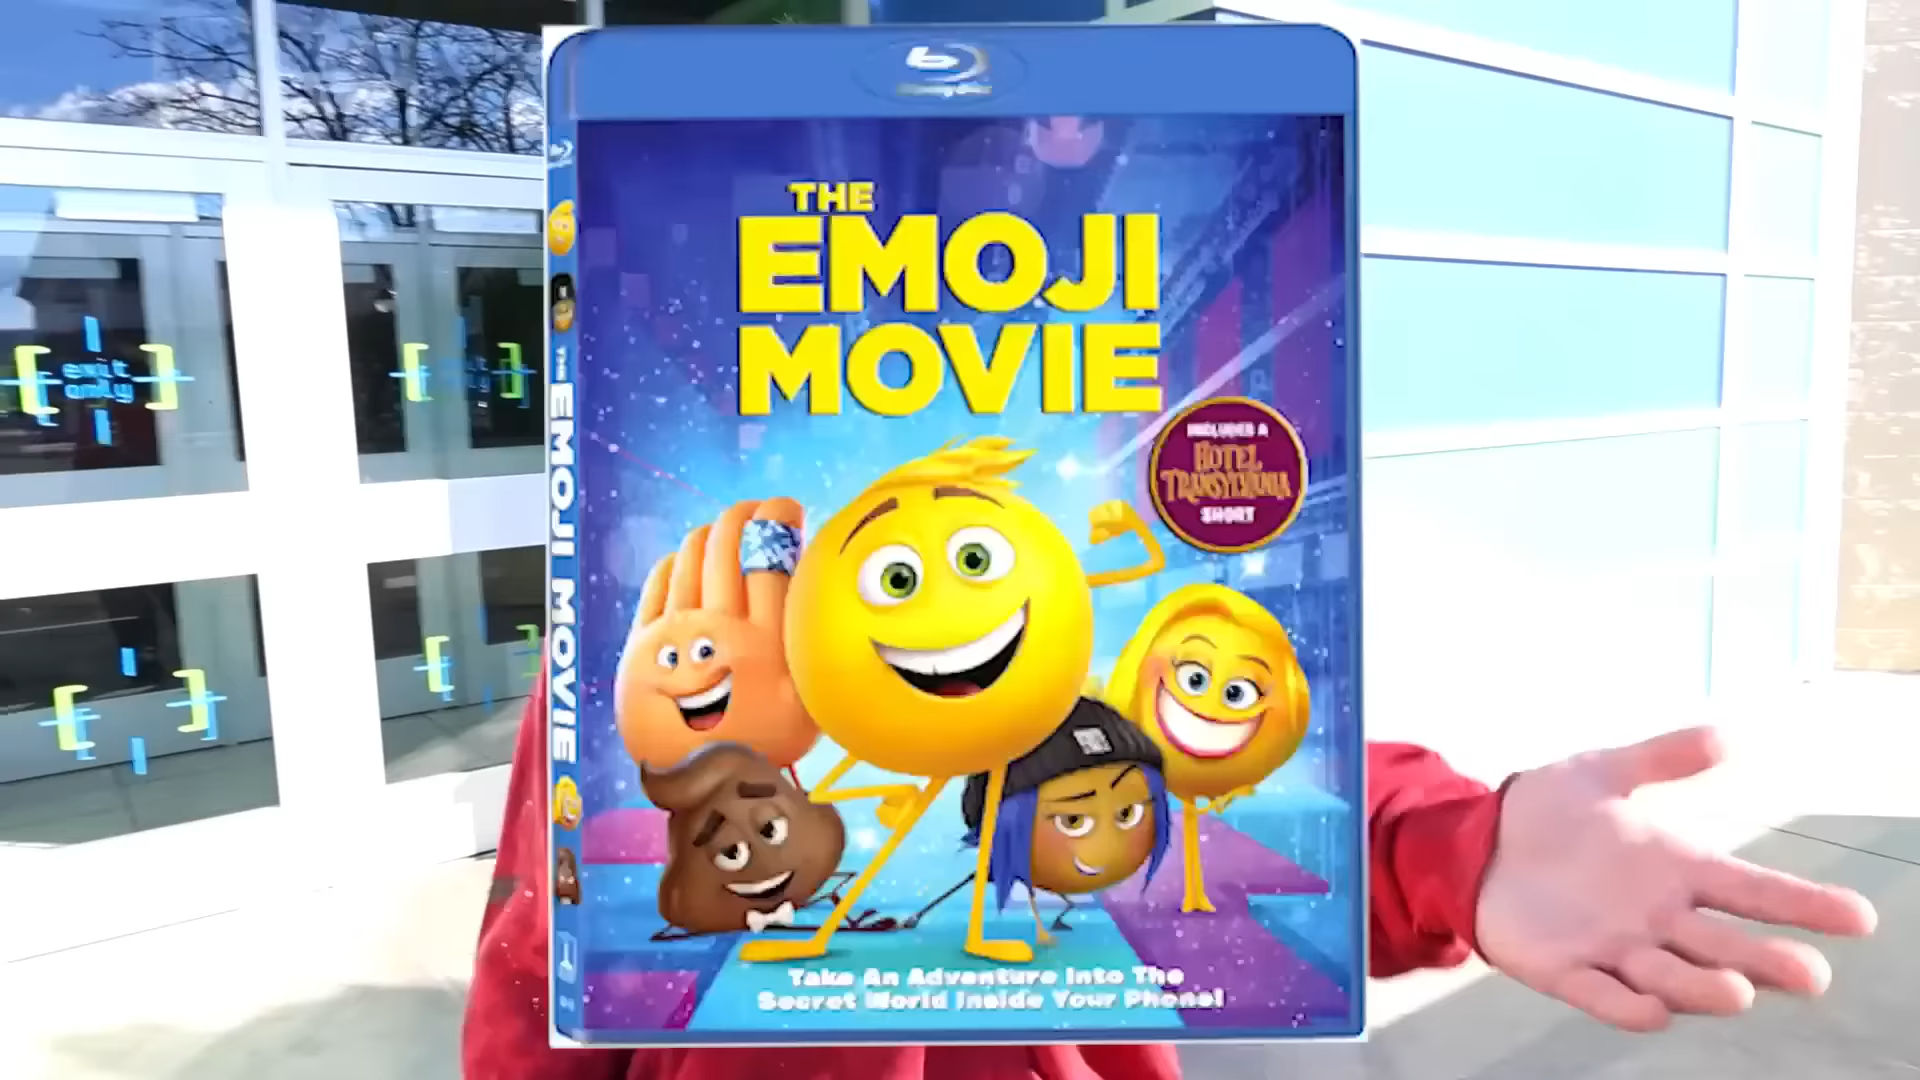 exit
only
THE
EMOJI
MOVIE
INCLUDES A
HOTEL
TRANSYLVANIA
SHORT
THE EMOJI MOVIE
Take An Adventure Into The
Secret World Inside Your Phone!